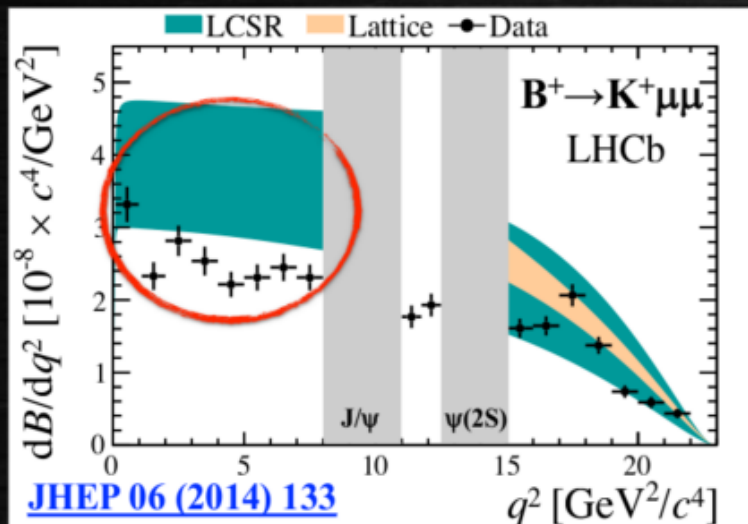 LCSR Lattice Data
dB/dq² [10⁻⁸ × c⁴/GeV²]
5
4
3
2
1
0
B⁺→K⁺μμ
LHCb
J/ψ
ψ(2S)
0 5 10 15 20
JHEP 06 (2014) 133
q² [GeV²/c⁴]